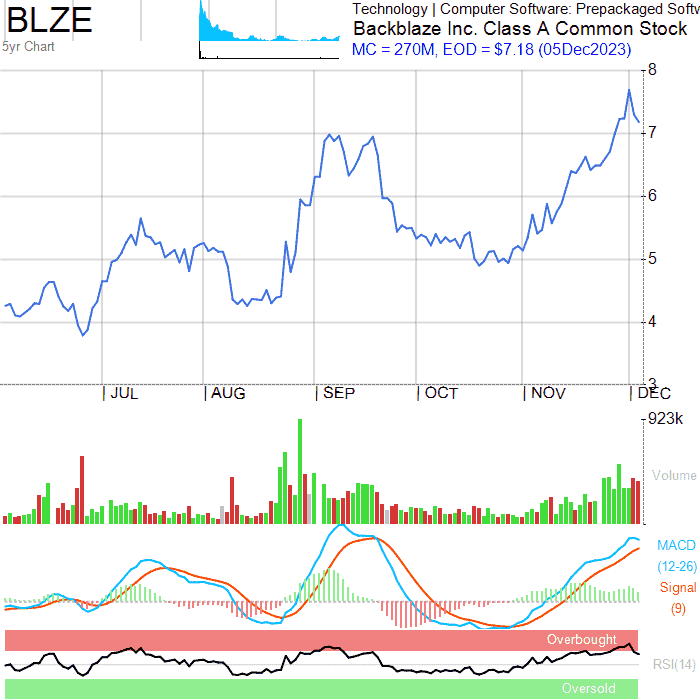 BLZE
5yr Chart
Technology | Computer Software: Prepackaged Softw
Backblaze Inc. Class A Common Stock
MC = 270M, EOD = $7.18 (05Dec2023)
8
7
6
5
4
3
| JUL | AUG | SEP | OCT | NOV | DEC
923k
Volume
MACD
(12-26)
Signal
(9)
Overbought
RSI(14)
Oversold